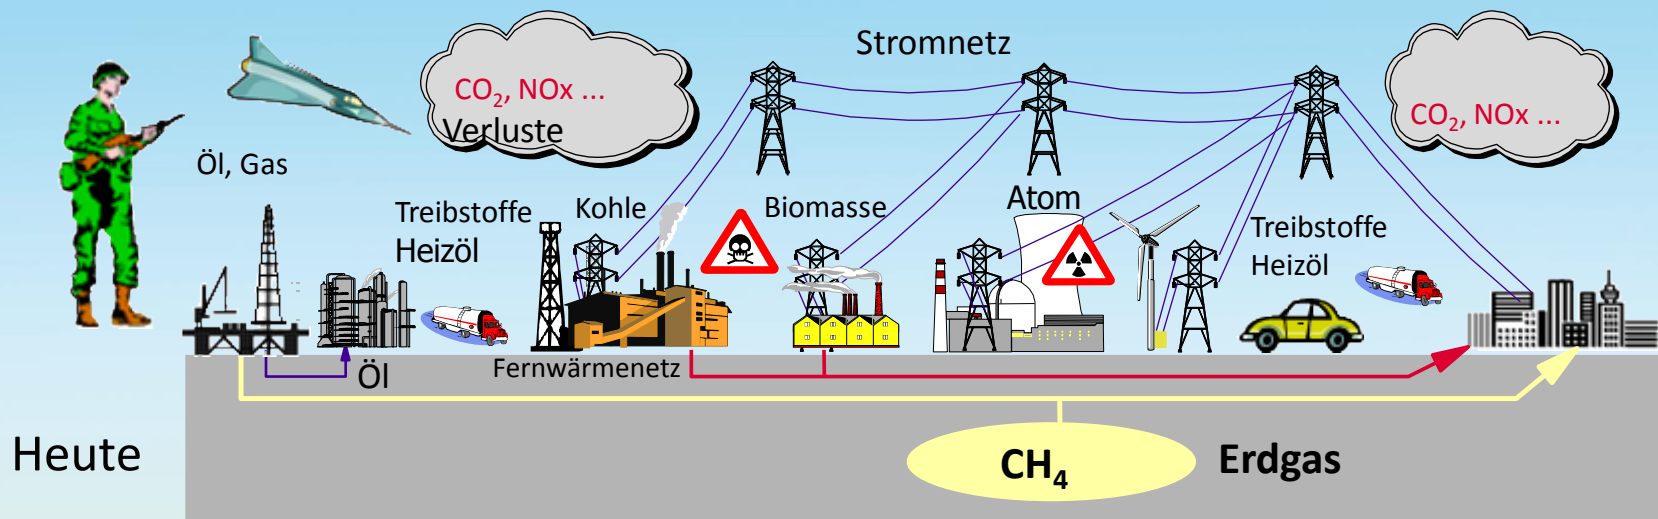 Stromnetz
CO₂, NOx ...
Verluste
CO₂, NOx ...
Öl, Gas
Treibstoffe
Heizöl
Kohle
Biomasse
Atom
Treibstoffe
Heizöl
Fernwärmenetz
Öl
Heute
CH₄
Erdgas